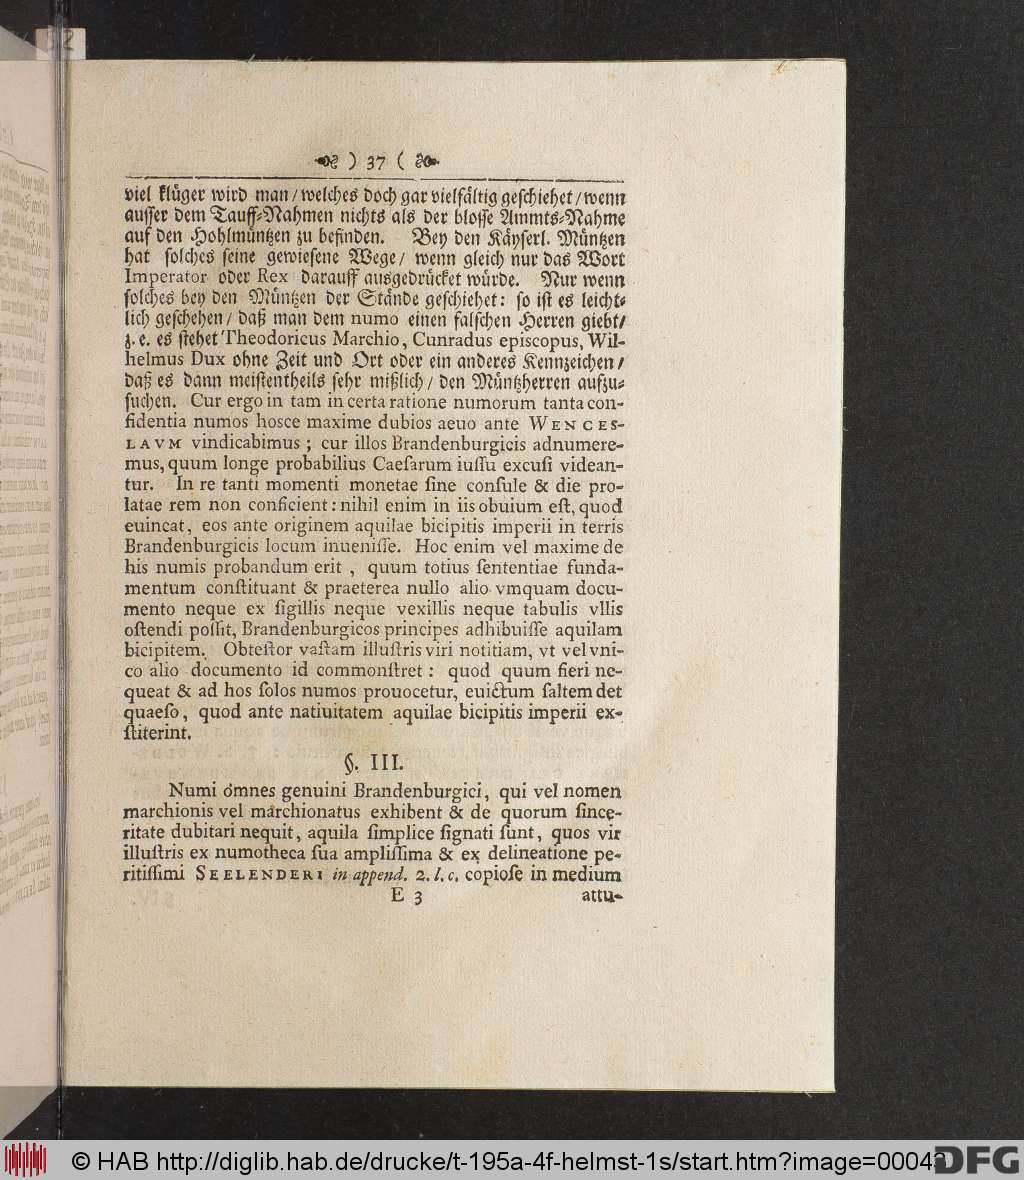 ) 37 (
viel klüger wird man / welches doch gar vielfältig geschiehet / wenn
ausser dem Tauff-Nahmen nichts als der blosse Ammts-Nahme
auf den Hohlmüntzen zu befinden. Bey den Käyserl. Müntzen
hat solches seine gewiesene Wege / wenn gleich nur das Wort
Imperator oder Rex darauff ausgedrücket würde. Nur wenn
solches bey den Müntzen der Stände geschiehet: so ist es leicht-
lich geschehen / daß man dem numo einen falschen Herren giebt /
z. e. es stehet Theodoricus Marchio, Cunradus episcopus, Wil-
helmus Dux ohne Zeit und Ort oder ein anderes Kennzeichen /
daß es dann meistentheils sehr mißlich / den Müntzherren aufzu-
suchen. Cur ergo in tam incerta ratione numorum tanta con-
fidentia numos hosce maxime dubios aeuo ante WENCES-
LAVM vindicabimus ; cur illos Brandenburgicis adnumere-
mus, quum longe probabilius Caeſarum iuſſu excuſi videan-
tur. In re tanti momenti monetae ſine conſule & die pro-
latae rem non conficient : nihil enim in iis obuium eſt, quod
euincat, eos ante originem aquilae bicipitis imperii in terris
Brandenburgicis locum inueniſſe. Hoc enim vel maxime de
his numis probandum erit , quum totius ſententiae funda-
mentum conſtituant & praeterea nullo alio vmquam docu-
mento neque ex ſigillis neque vexillis neque tabulis vllis
oſtendi poſſit, Brandenburgicos principes adhibuiſſe aquilam
bicipitem. Obteſtor vaſtam illuſtris viri notitiam, vt vel vni-
co alio documento id commonſtret : quod quum fieri ne-
queat & ad hos ſolos numos prouocetur, euictum ſaltem det
quaeſo, quod ante natiuitatem aquilae bicipitis imperii ex-
ſtiterint.
§. III.
Numi omnes genuini Brandenburgici, qui vel nomen
marchionis vel marchionatus exhibent & de quorum ſince-
ritate dubitari nequit, aquila ſimplice ſignati ſunt, quos vir
illuſtris ex numotheca ſua ampliſſima & ex delineatione pe-
ritiſſimi SEELENDERI in append. 2. l. c. copioſe in medium
E 3 attu-
© HAB http://diglib.hab.de/drucke/t-195a-4f-helmst-1s/start.htm?image=00043
DFG